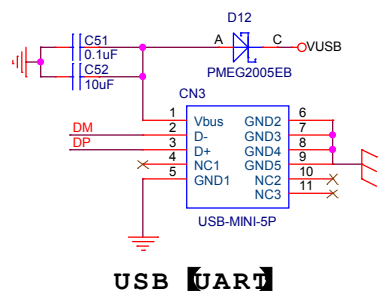 D12
C51
0.1uF
A C VUSB
C52
10uF
PMEG2005EB
CN3
1 Vbus GND2 6
DM 2 D- GND3 7
DP 3 D+ GND4 8
4 NC1 GND5 9
5 GND1 NC2 10
NC3 11
USB-MINI-5P
USB【UART】